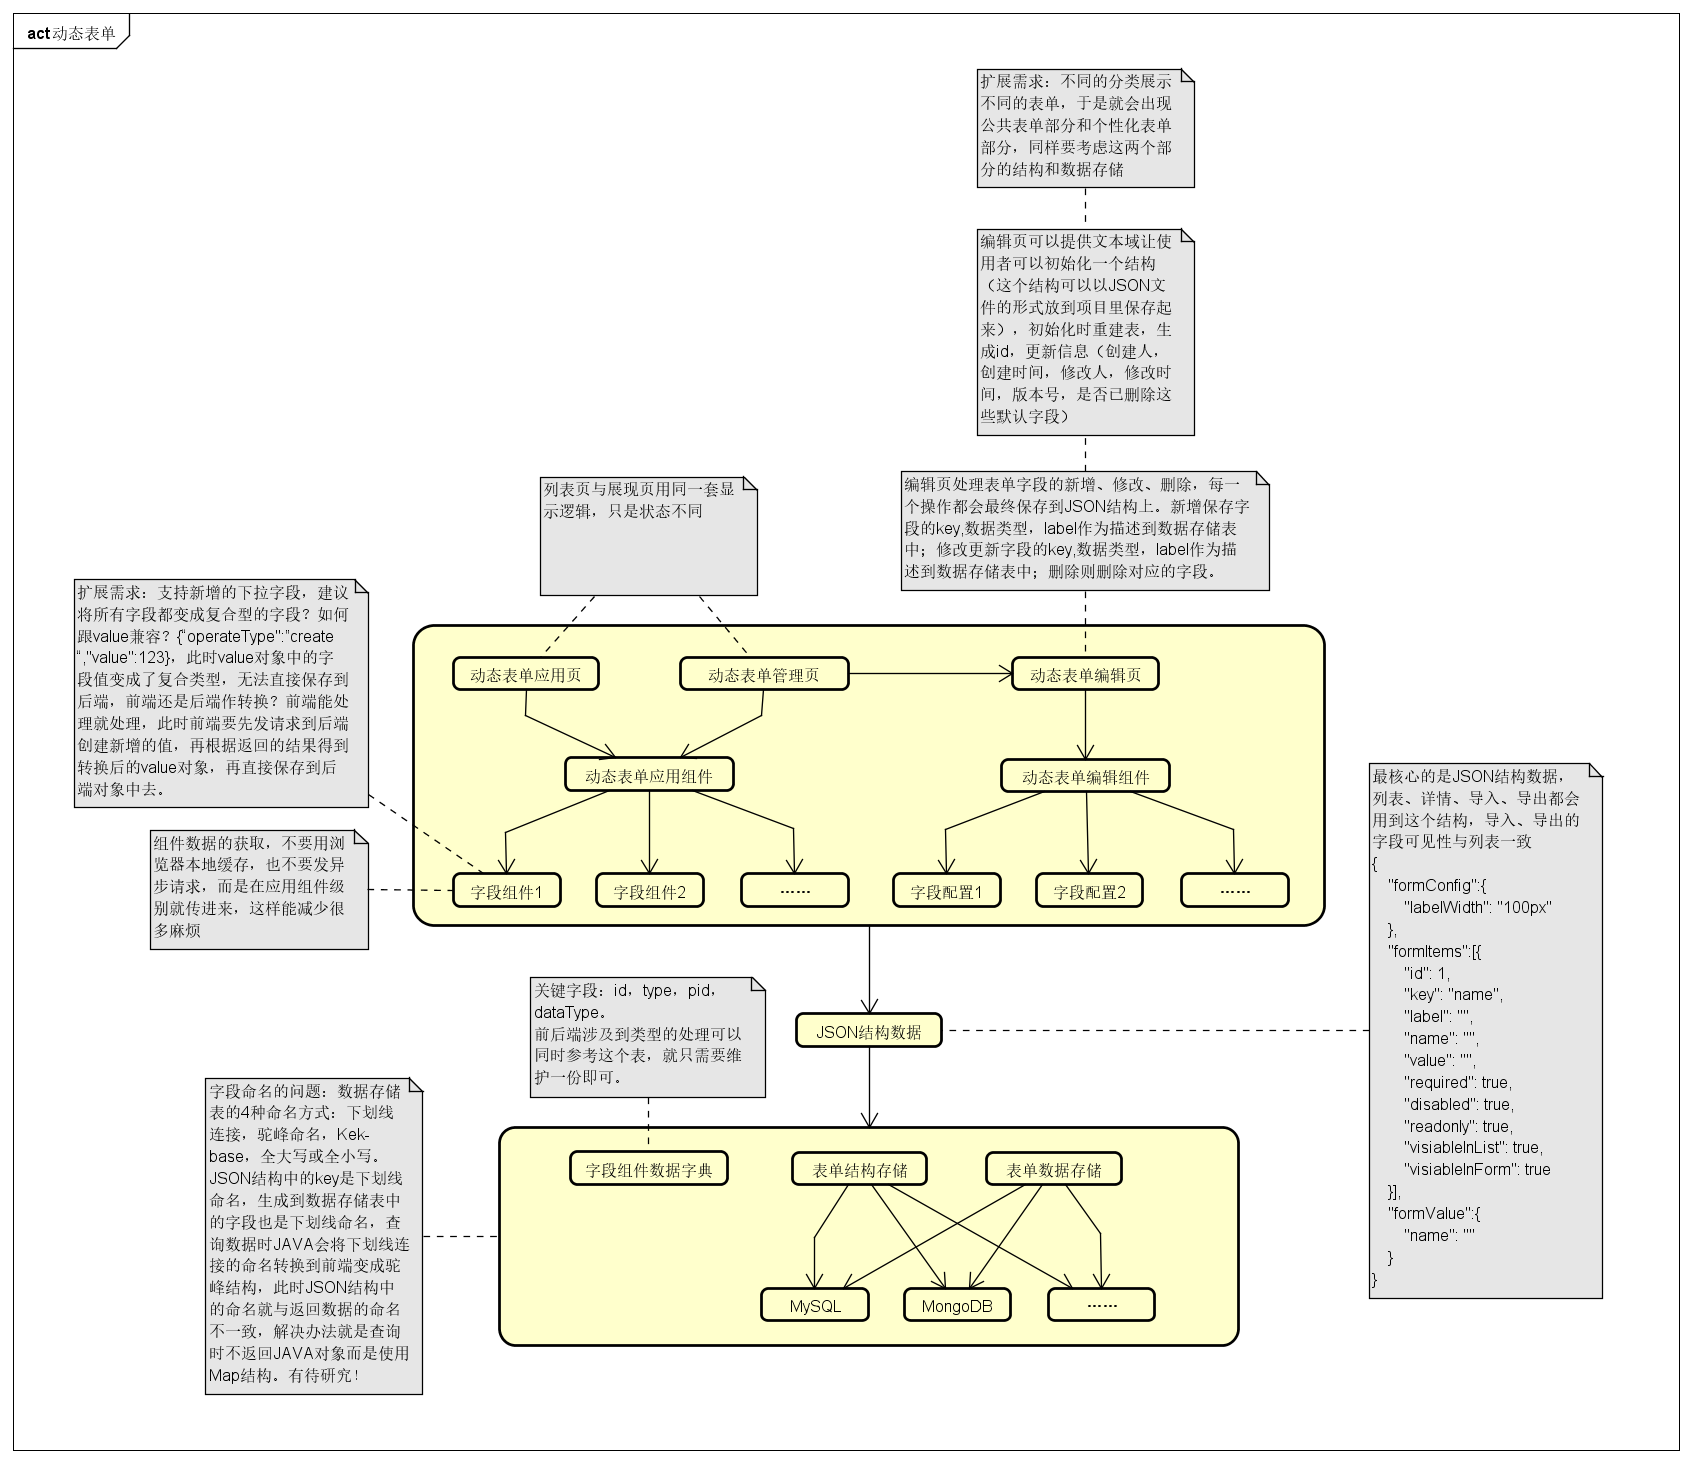 act 动态表单
扩展需求：不同的分类展示
不同的表单，于是就会出现
公共表单部分和个性化表单
部分，同样要考虑这两个部
分的结构和数据存储
编辑页可以提供文本域让使
用者可以初始化一个结构
（这个结构可以以JSON文
件的形式放到项目里保存起
来），初始化时重建表，生
成id，更新信息（创建人，
创建时间，修改人，修改时
间，版本号，是否已删除这
些默认字段）
列表页与展现页用同一套显
示逻辑，只是状态不同
编辑页处理表单字段的新增、修改、删除，每一
个操作都会最终保存到JSON结构上。新增保存字
段的key,数据类型，label作为描述到数据存储表
中；修改更新字段的key,数据类型，label作为描
述到数据存储表中；删除则删除对应的字段。
扩展需求：支持新增的下拉字段，建议
将所有字段都变成复合型的字段？如何
跟value兼容？{“operateType":"create
“,"value":123}，此时value对象中的字
段值变成了复合类型，无法直接保存到
后端，前端还是后端作转换？前端能处
理就处理，此时前端要先发请求到后端
创建新增的值，再根据返回的结果得到
转换后的value对象，再直接保存到后
端对象中去。
组件数据的获取，不要用浏
览器本地缓存，也不要发异
步请求，而是在应用组件级
别就传进来，这样能减少很
多麻烦
动态表单应用页
动态表单管理页
动态表单编辑页
动态表单应用组件
动态表单编辑组件
字段组件1
字段组件2
······
字段配置1
字段配置2
······
最核心的是JSON结构数据，
列表、详情、导入、导出都会
用到这个结构，导入、导出的
字段可见性与列表一致
{
"formConfig":{
"labelWidth": "100px"
},
"formItems":[{
"id": 1,
"key": "name",
"label": "",
"name": "",
"value": "",
"required": true,
"disabled": true,
"readonly": true,
"visiableInList": true,
"visiableInForm": true
}],
"formValue":{
"name": ""
}
}
JSON结构数据
关键字段：id，type，pid，
dataType。
前后端涉及到类型的处理可以
同时参考这个表，就只需要维
护一份即可。
字段命名的问题：数据存储
表的4种命名方式：下划线
连接，驼峰命名，Kek-
base，全大写或全小写。
JSON结构中的key是下划线
命名，生成到数据存储表中
的字段也是下划线命名，查
询数据时JAVA会将下划线连
接的命名转换到前端变成驼
峰结构，此时JSON结构中
的命名就与返回数据的命名
不一致，解决办法就是查询
时不返回JAVA对象而是使用
Map结构。有待研究！
字段组件数据字典
表单结构存储
表单数据存储
MySQL
MongoDB
······